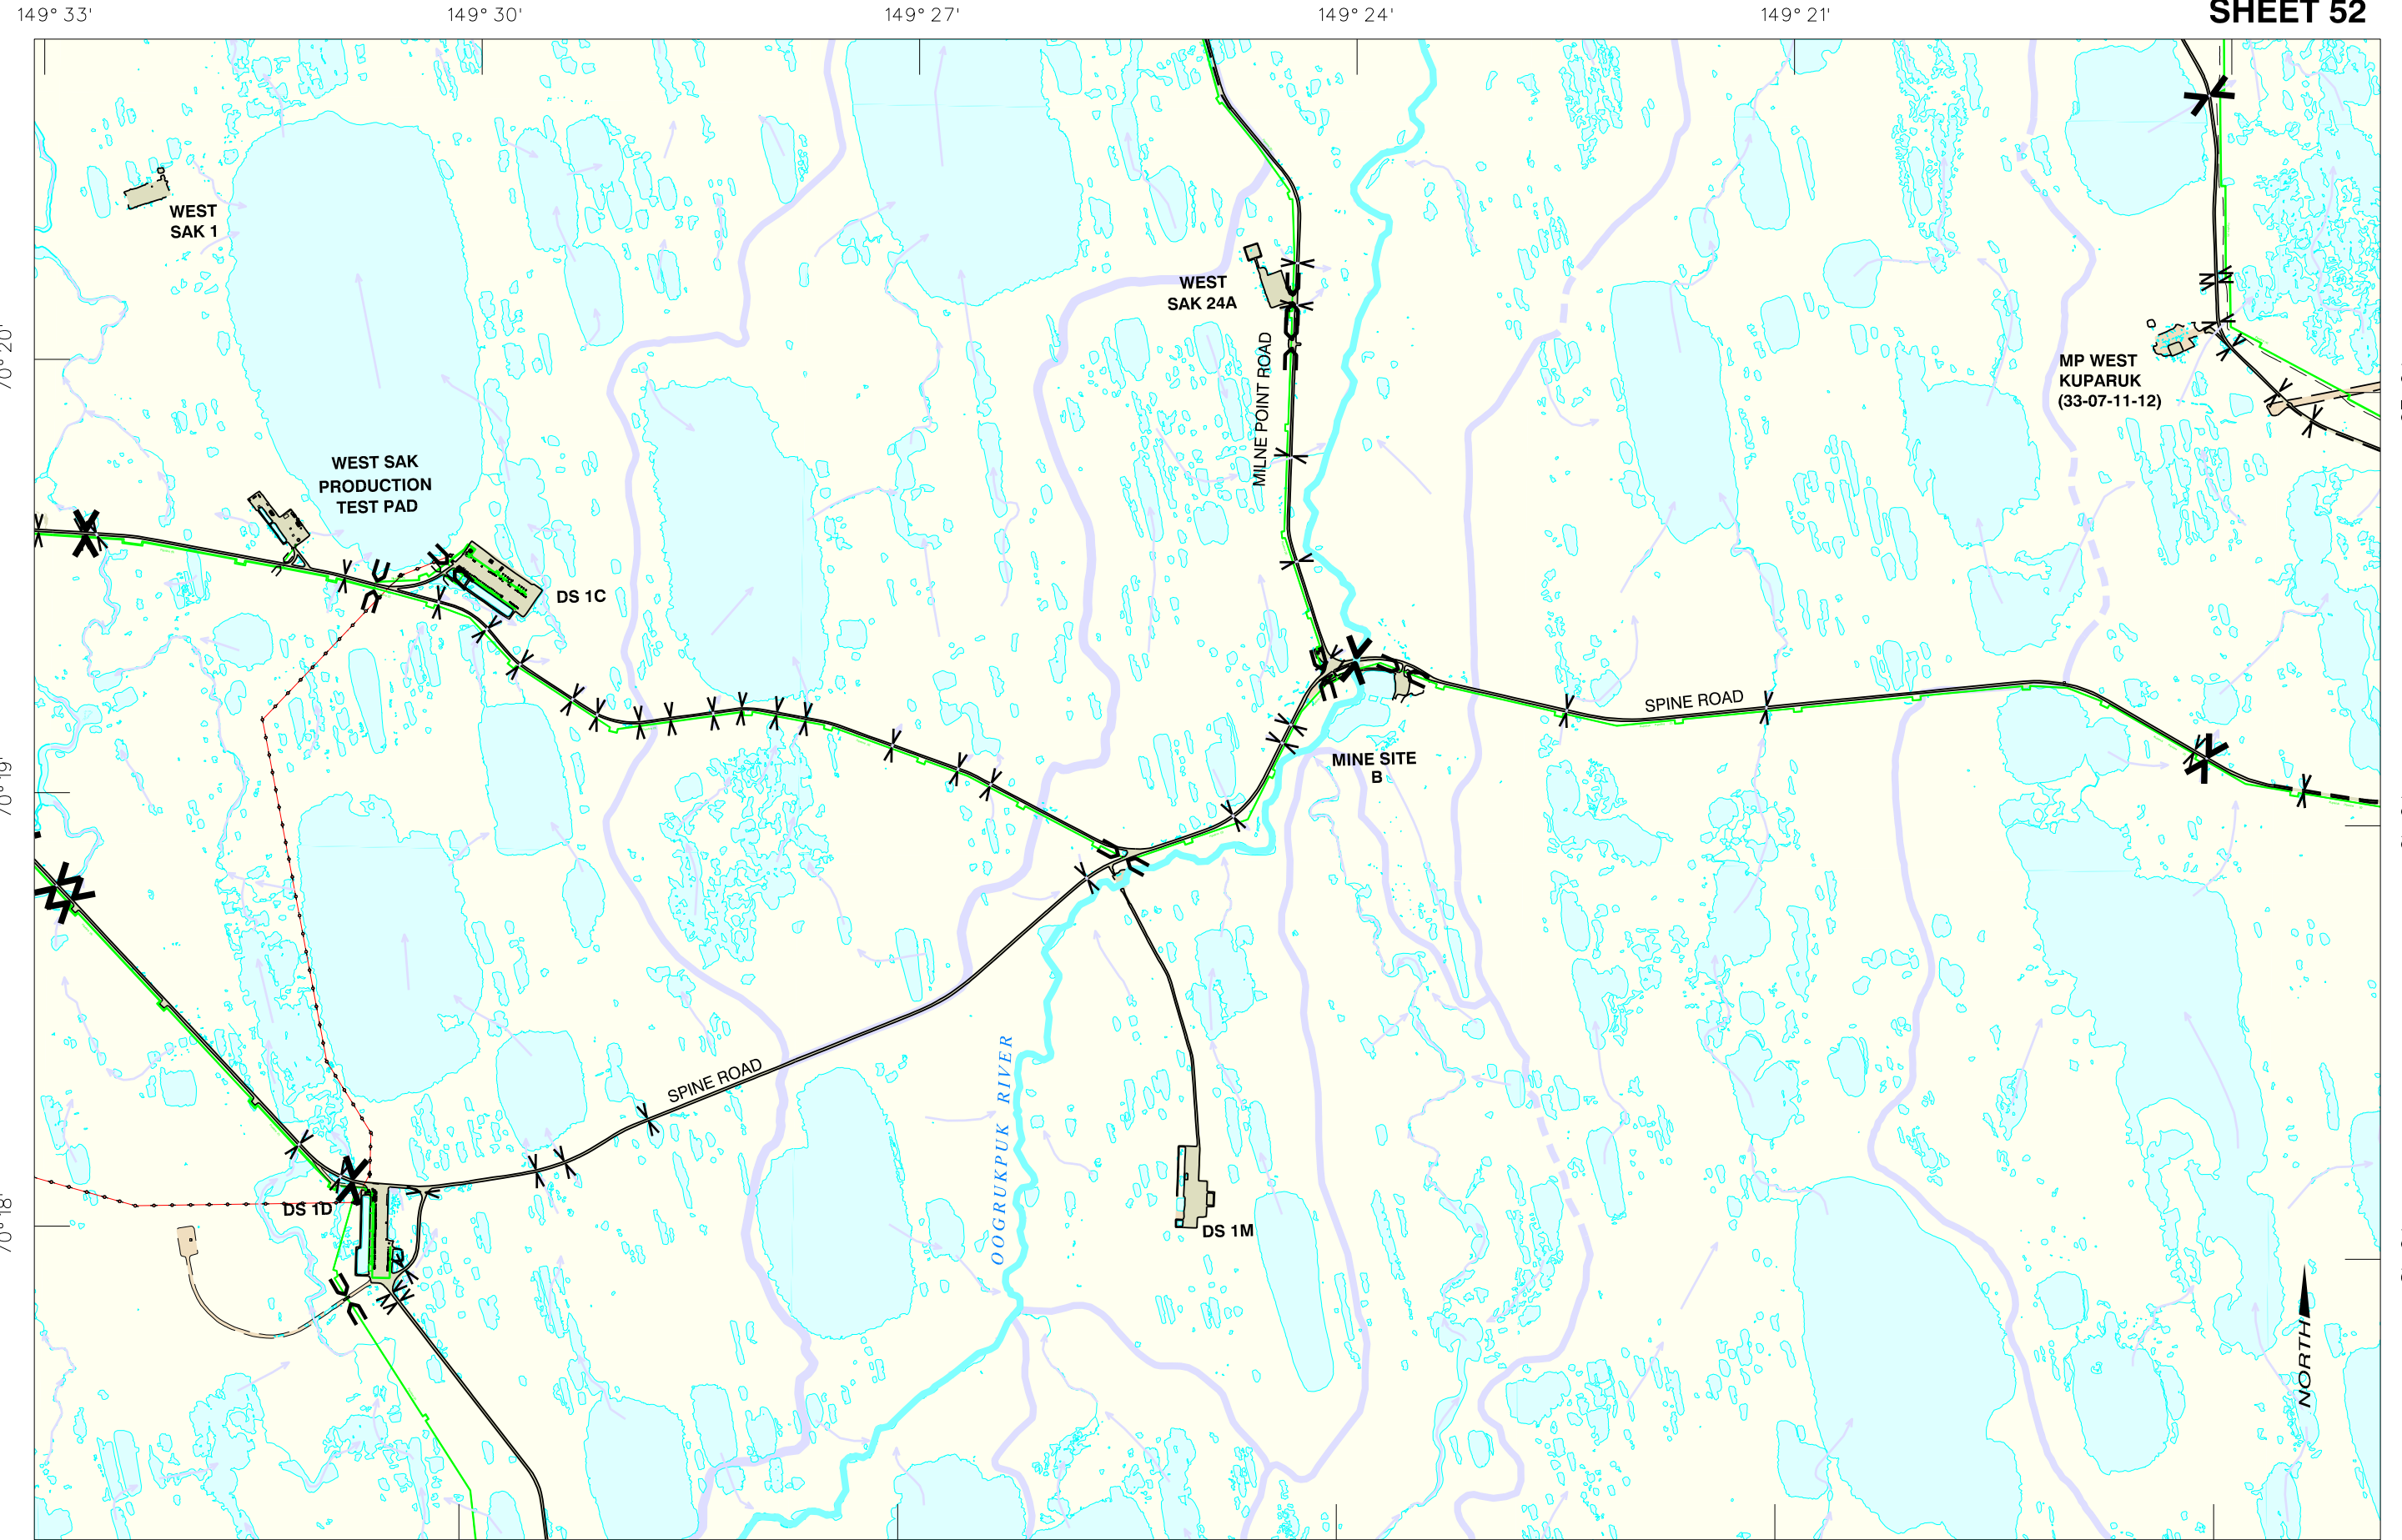 149° 33'
149° 30'
149° 27'
149° 24'
149° 21'
SHEET 52
WEST
SAK 1
WEST
SAK 24A
MILNE POINT ROAD
70° 20'
MP WEST
KUPARUK
(33-07-11-12)
WEST SAK
PRODUCTION
TEST PAD
DS 1C
SPINE ROAD
MINE SITE
B
70° 19'
SPINE ROAD
OOGRUKPUK RIVER
DS 1D
DS 1M
70° 18'
NORTH